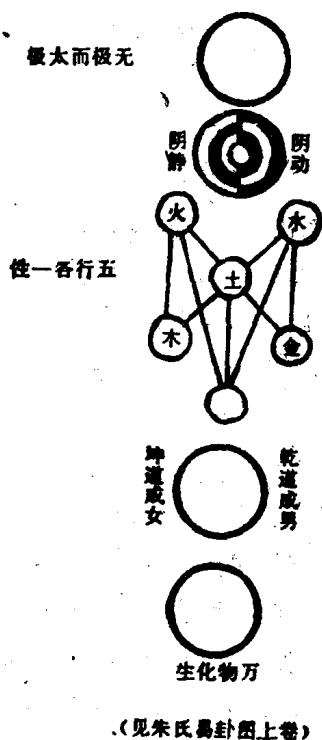 无极而太极
阴动
阴静
水
火
土
五行各一性
金
木
乾道成男
坤道成女
万物化生
(见朱氏易卦图上卷)